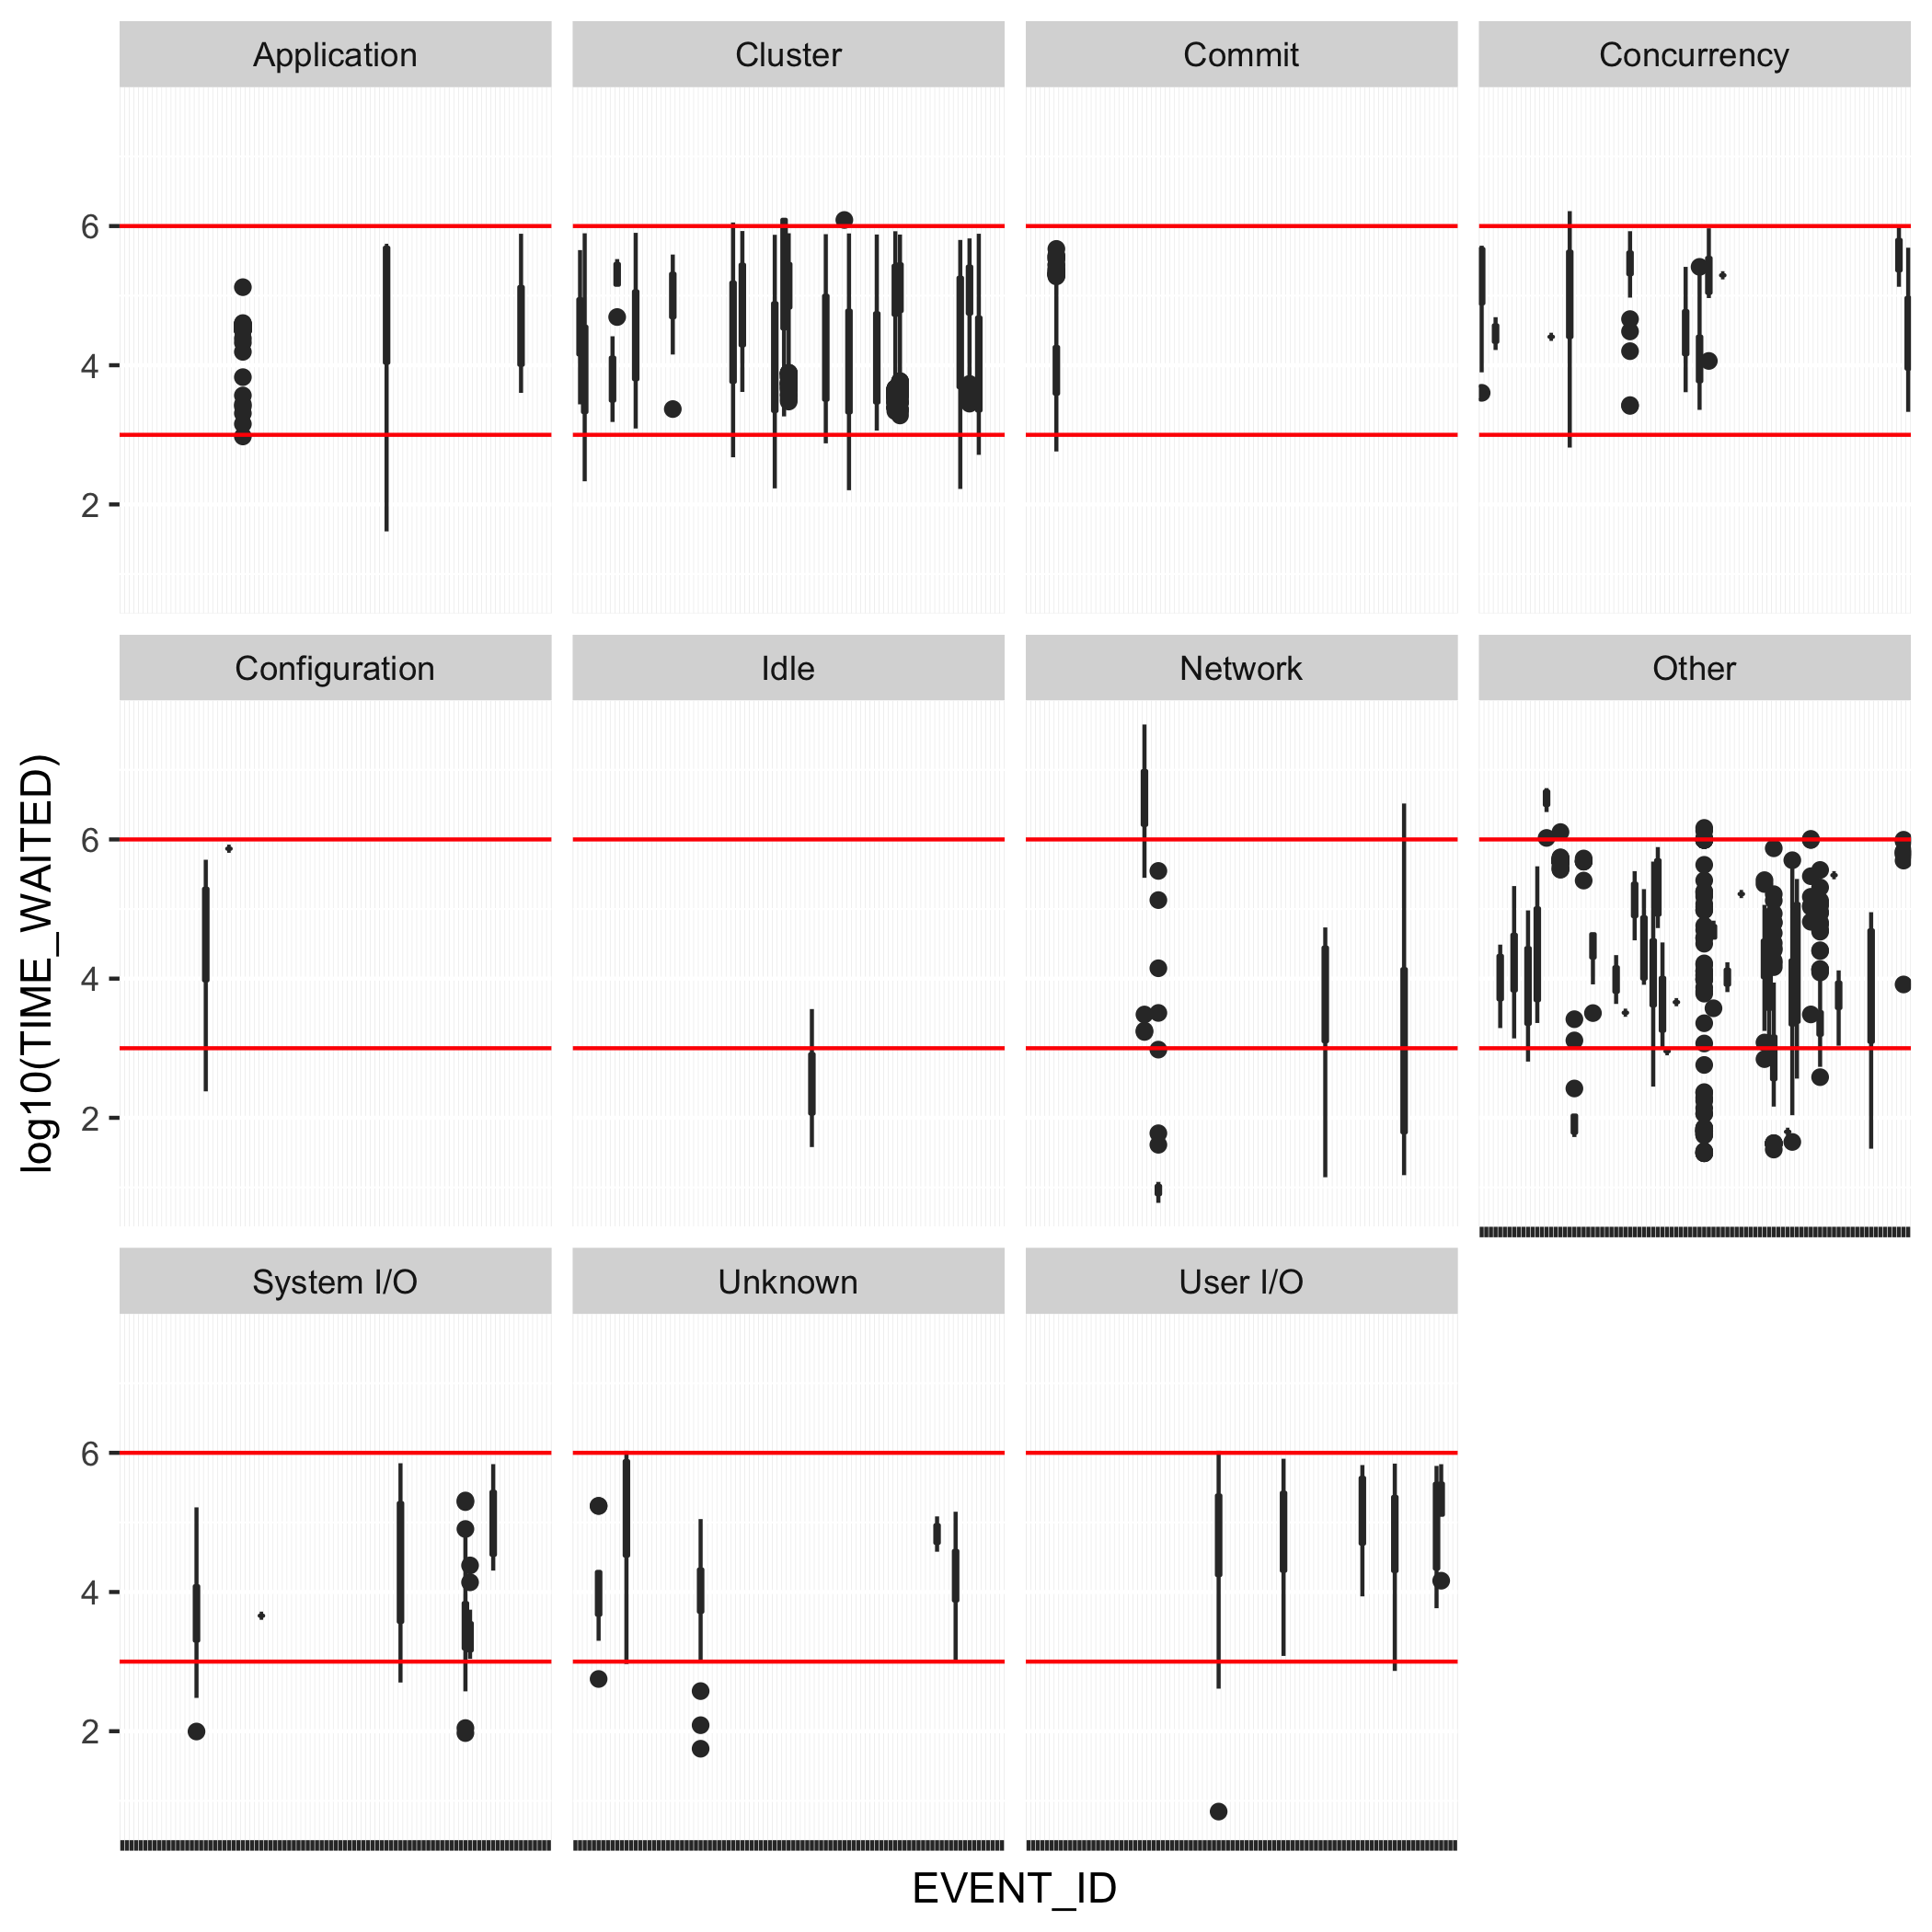 Application
Cluster
Commit
Concurrency
6
4
2
Configuration
Idle
Network
Other
6
4
2
log10(TIME_WAITED)
System I/O
Unknown
User I/O
6
4
2
EVENT_ID